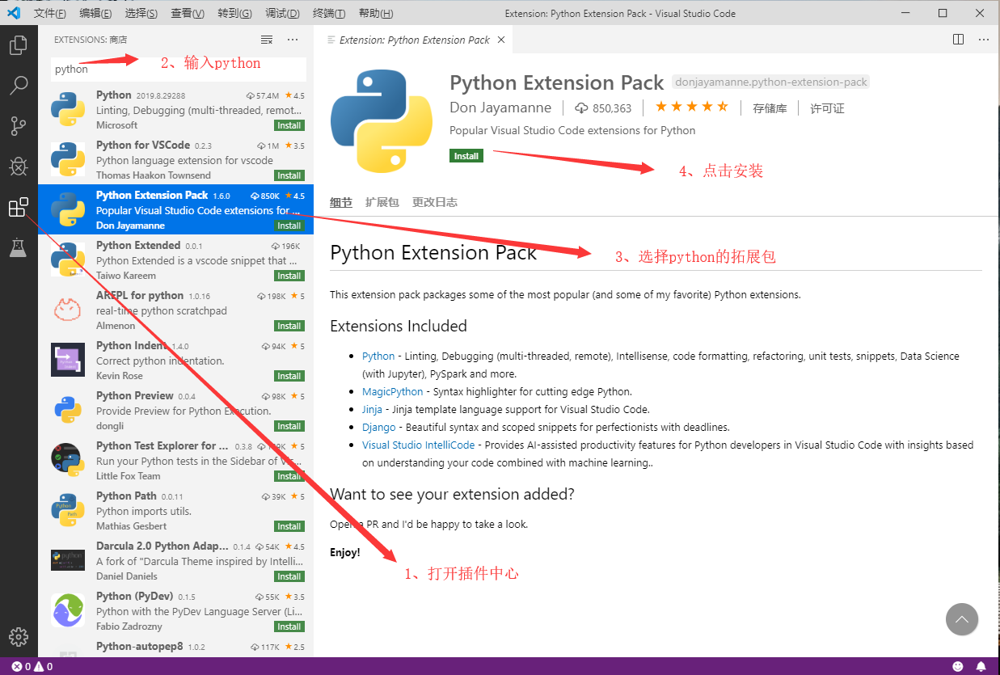 文件(F) 编辑(E) 选择(S) 查看(V) 转到(G) 调试(D) 终端(T) 帮助(H) Extension: Python Extension Pack - Visual Studio Code
EXTENSIONS: 商店
python
2、输入python
Python 2019.8.29288 57.4M 4.5
Linting, Debugging (multi-threaded, remot...
Microsoft Install
Python for VSCode 0.2.3 1M 3.5
Python language extension for vscode
Thomas Haakon Townsend Install
Python Extension Pack 1.6.0 850K 4.5
Popular Visual Studio Code extensions for ...
Don Jayamanne Install
Python Extended 0.0.1 196K
Python Extended is a vscode snippet that ...
Taiwo Kareem Install
AREPL for python 1.0.16 198K 5
real-time python scratchpad
Almenon Install
Python Indent 1.4.0 94K 5
Correct python indentation.
Kevin Rose Install
Python Preview 0.0.4 98K 5
Provide Preview for Python Execution.
dongli Install
Python Test Explorer for ... 0.3.8 5
Run your Python tests in the Sidebar of Vis...
Little Fox Team Install
Python Path 0.0.11 39K 5
Python imports utils.
Mathias Gesbert Install
Darcula 2.0 Python Adap... 0.1.4 54K 4.5
A fork of "Darcula Theme inspired by Intelli...
Daniel Daniels Install
Python (PyDev) 0.1.5 55K 3.5
Python with the PyDev Language Server (Li...
Fabio Zadrozny Install
Python-autopep8 1.0.2 117K 2.5
Extension: Python Extension Pack
Python Extension Pack donjayamanne.python-extension-pack
Don Jayamanne 850,363 存储库 许可证
Popular Visual Studio Code extensions for Python
Install
4、点击安装
细节 扩展包 更改日志
Python Extension Pack
3、选择python的拓展包
This extension pack packages some of the most popular (and some of my favorite) Python extensions.
Extensions Included
Python - Linting, Debugging (multi-threaded, remote), Intellisense, code formatting, refactoring, unit tests, snippets, Data Science
(with Jupyter), PySpark and more.
MagicPython - Syntax highlighter for cutting edge Python.
Jinja - Jinja template language support for Visual Studio Code.
Django - Beautiful syntax and scoped snippets for perfectionists with deadlines.
Visual Studio IntelliCode - Provides AI-assisted productivity features for Python developers in Visual Studio Code with insights based
on understanding your code combined with machine learning..
Want to see your extension added?
Open a PR and I'd be happy to take a look.
Enjoy!
1、打开插件中心
0 0